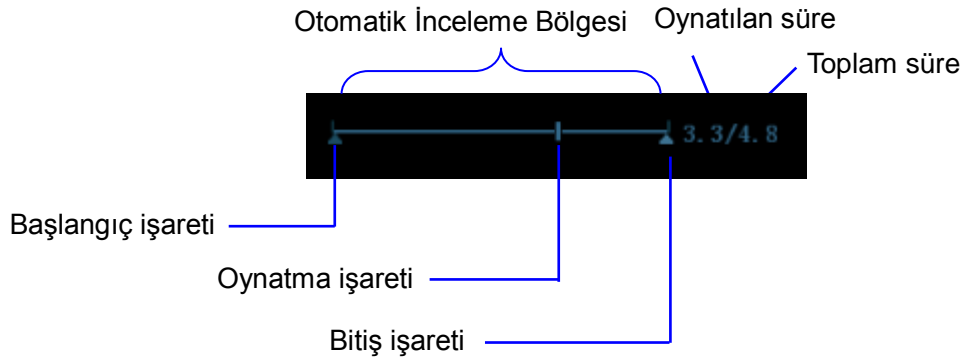 Otomatik İnceleme Bölgesi
Oynatılan süre
Toplam süre
3.3/4.8
Başlangıç işareti
Oynatma işareti
Bitiş işareti